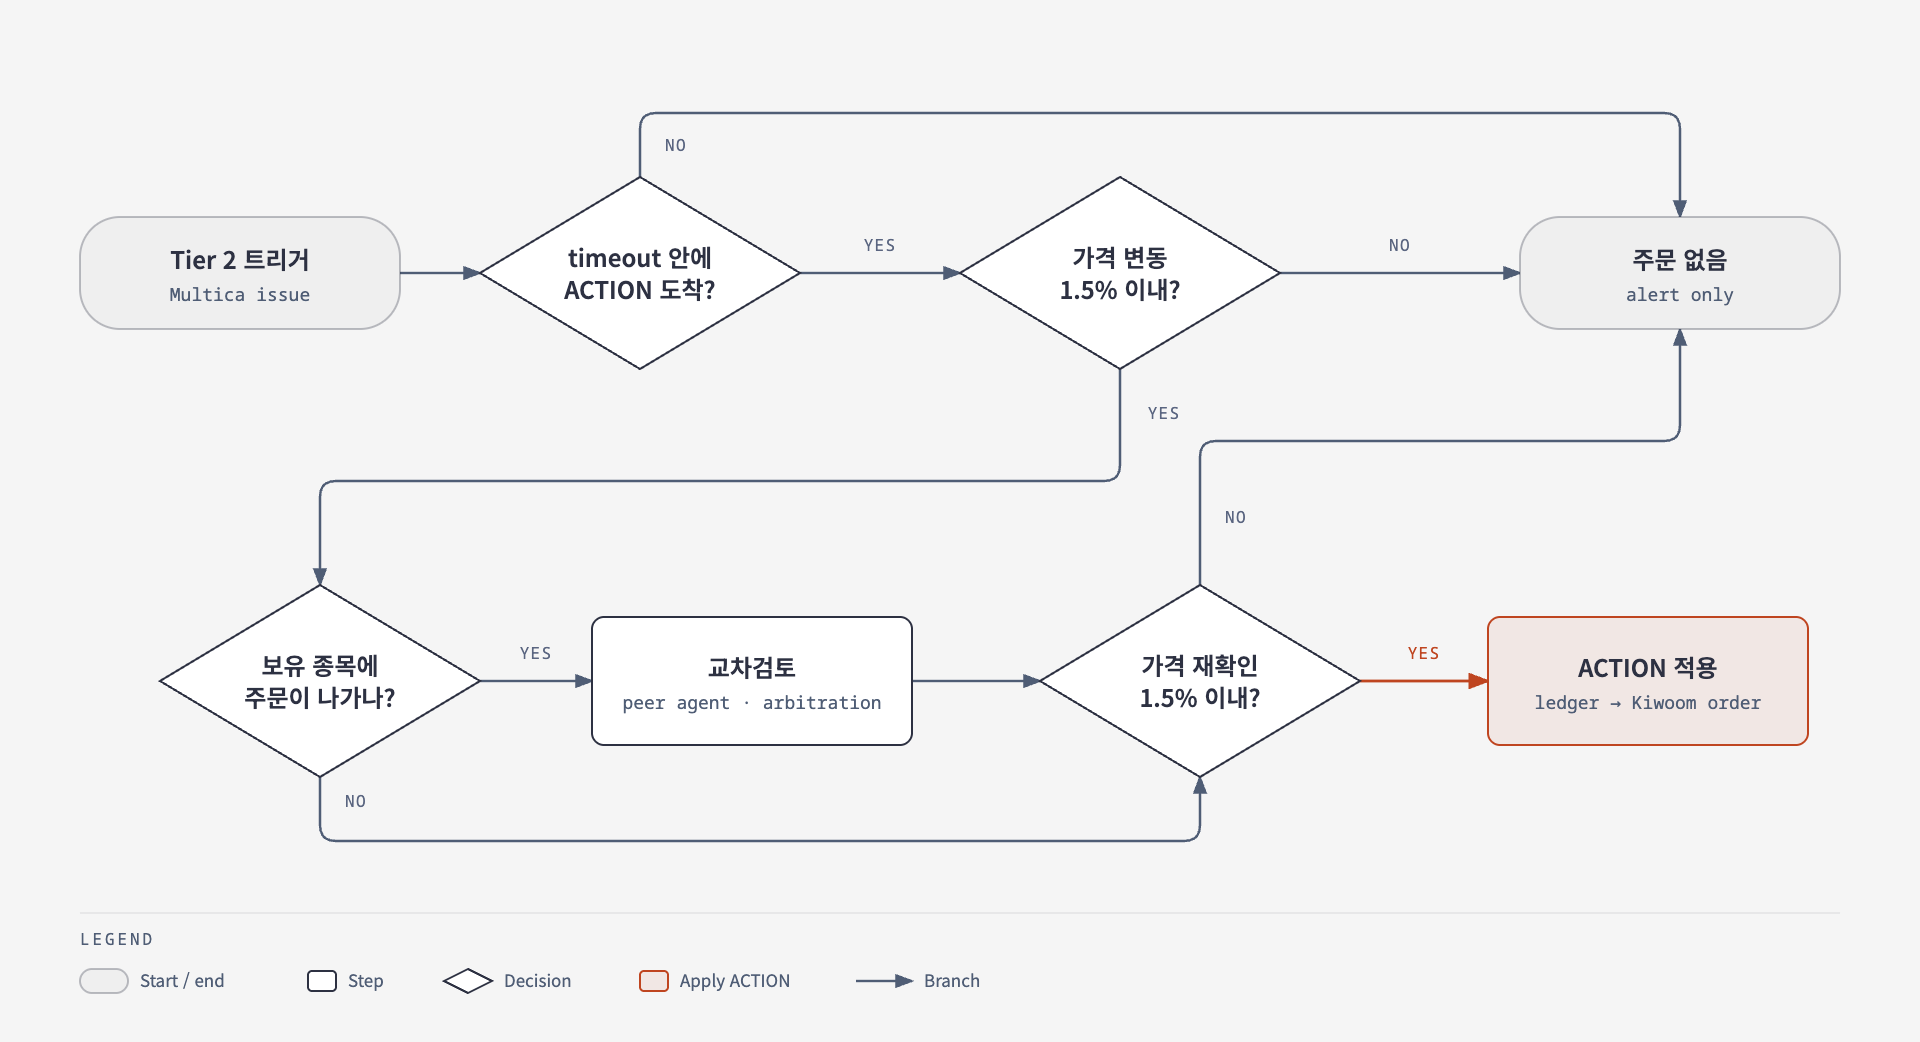 NO
Tier 2 트리거
Multica issue
timeout 안에
ACTION 도착?
YES
가격 변동
1.5% 이내?
NO
주문 없음
alert only
YES
NO
보유 종목에
주문이 나가나?
YES
교차검토
peer agent · arbitration
가격 재확인
1.5% 이내?
YES
ACTION 적용
ledger → Kiwoom order
NO
LEGEND
Start / end
Step
Decision
Apply ACTION
Branch